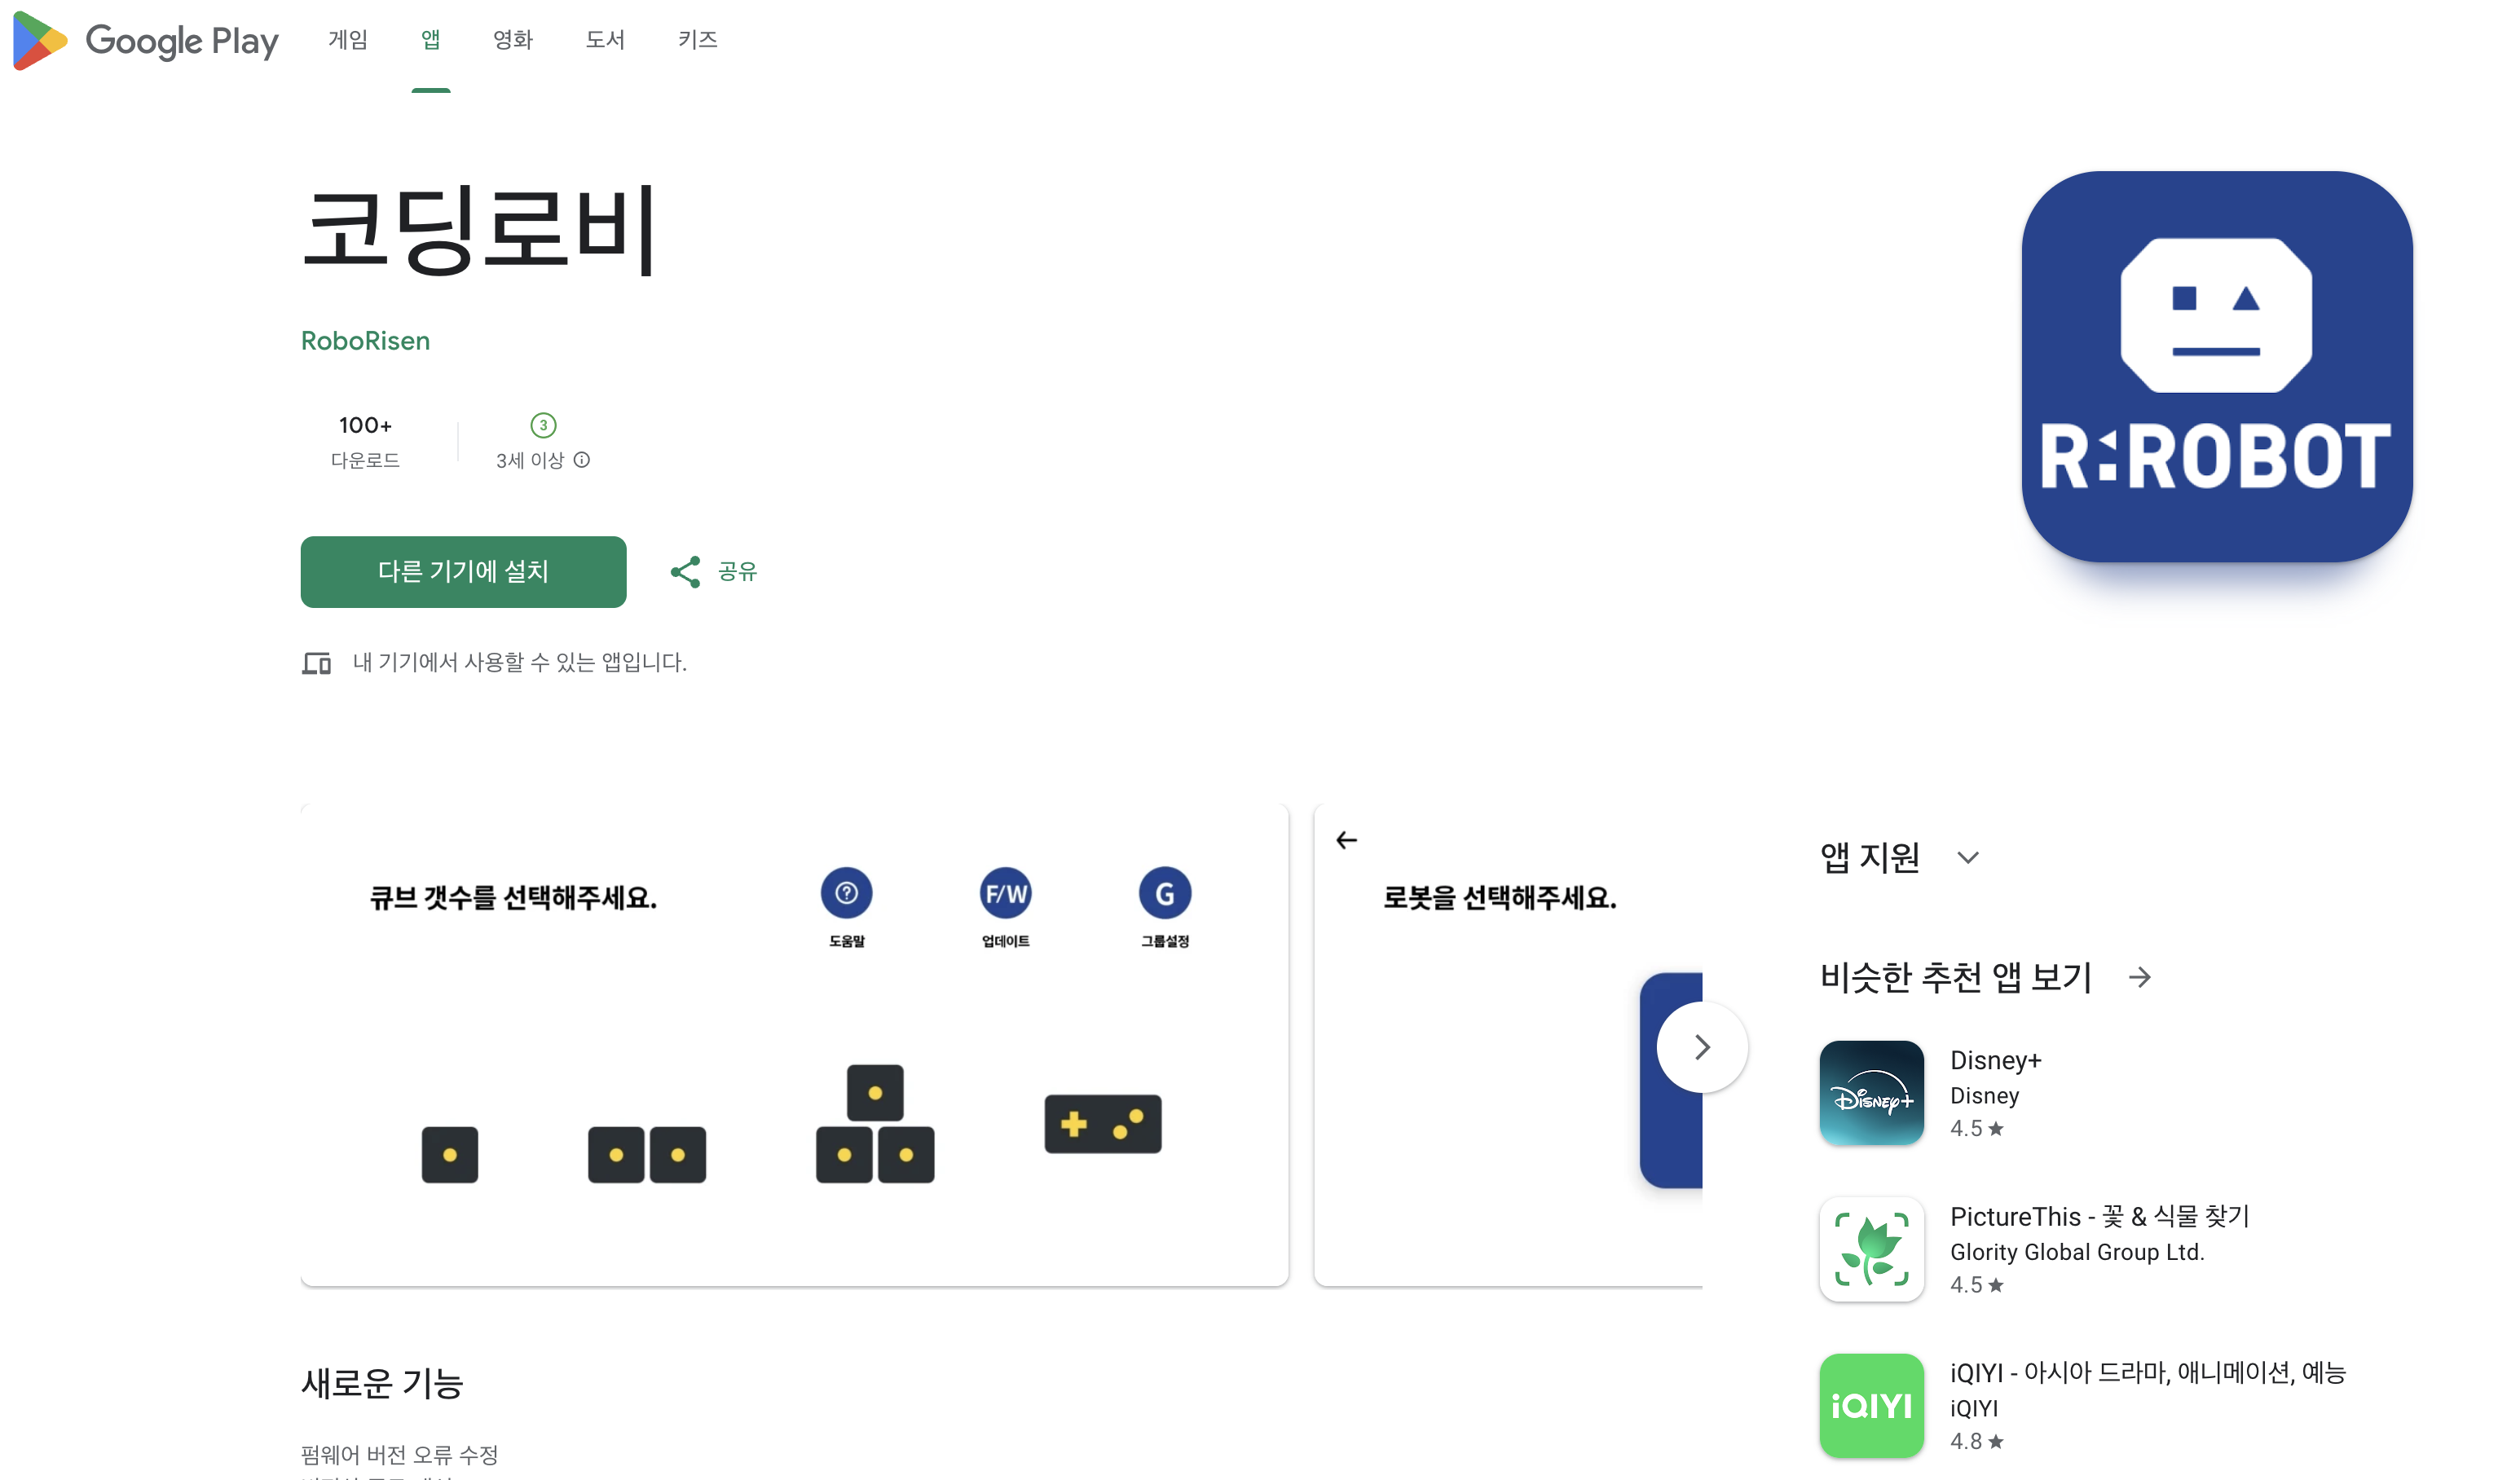 Google Play 게임 앱 영화 도서 키즈
코딩로비
RoboRisen
100+
다운로드
3
3세 이상
다른 기기에 설치
공유
내 기기에서 사용할 수 있는 앱입니다.
R:ROBOT
큐브 갯수를 선택해주세요.
도움말
F/W
업데이트
G
그룹설정
로봇을 선택해주세요.
앱 지원
비슷한 추천 앱 보기
Disney+
Disney+
Disney
4.5★
PictureThis - 꽃 & 식물 찾기
Glority Global Group Ltd.
4.5★
iQIYI
iQIYI - 아시아 드라마, 애니메이션, 예능
iQIYI
4.8★
새로운 기능
펌웨어 버전 오류 수정